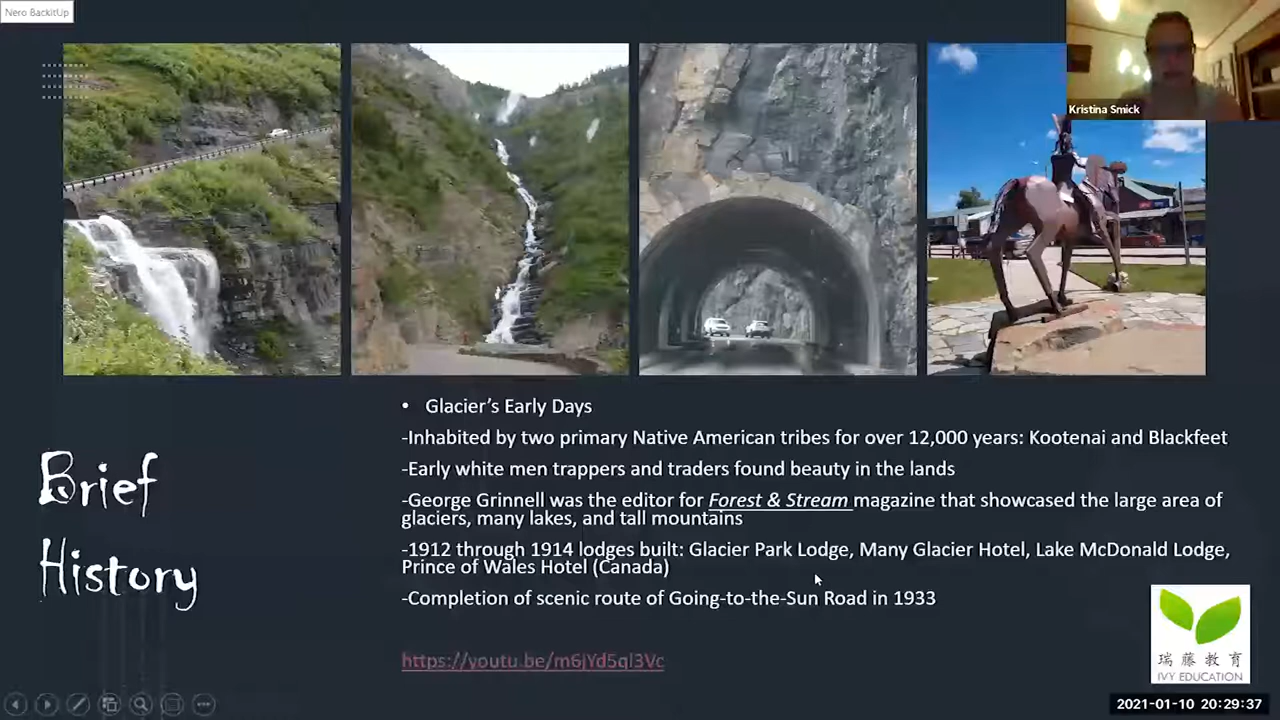 Nero BackitUp
Kristina Smick
• Glacier's Early Days
-Inhabited by two primary Native American tribes for over 12,000 years: Kootenai and Blackfeet
-Early white men trappers and traders found beauty in the lands
-George Grinnell was the editor for Forest & Stream magazine that showcased the large area of
glaciers, many lakes, and tall mountains
-1912 through 1914 lodges built: Glacier Park Lodge, Many Glacier Hotel, Lake McDonald Lodge,
Prince of Wales Hotel (Canada)
-Completion of scenic route of Going-to-the-Sun Road in 1933
https://youtu.be/m6jYd5ql3Vc
Brief
History
瑞藤教育
IVY EDUCATION
2021-01-10 20:29:37